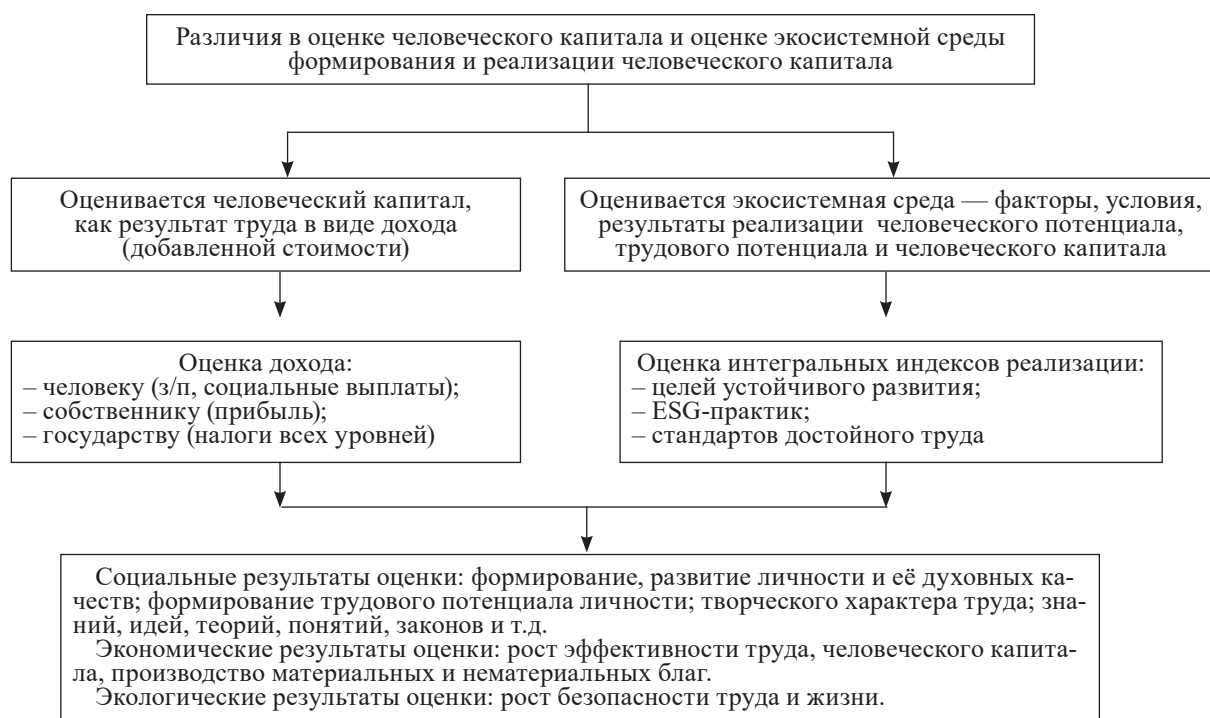 Различия в оценке человеческого капитала и оценке экосистемной среды
формирования и реализации человеческого капитала
Оценивается человеческий капитал,
как результат труда в виде дохода
(добавленной стоимости)
Оценивается экосистемная среда — факторы, условия,
результаты реализации человеческого потенциала,
трудового потенциала и человеческого капитала
Оценка дохода:
– человеку (з/п, социальные выплаты);
– собственнику (прибыль);
– государству (налоги всех уровней)
Оценка интегральных индексов реализации:
– целей устойчивого развития;
– ESG-практик;
– стандартов достойного труда
Социальные результаты оценки: формирование, развитие личности и её духовных ка-
честв; формирование трудового потенциала личности; творческого характера труда; зна-
ний, идей, теорий, понятий, законов и т.д.
Экономические результаты оценки: рост эффективности труда, человеческого капита-
ла, производство материальных и нематериальных благ.
Экологические результаты оценки: рост безопасности труда и жизни.